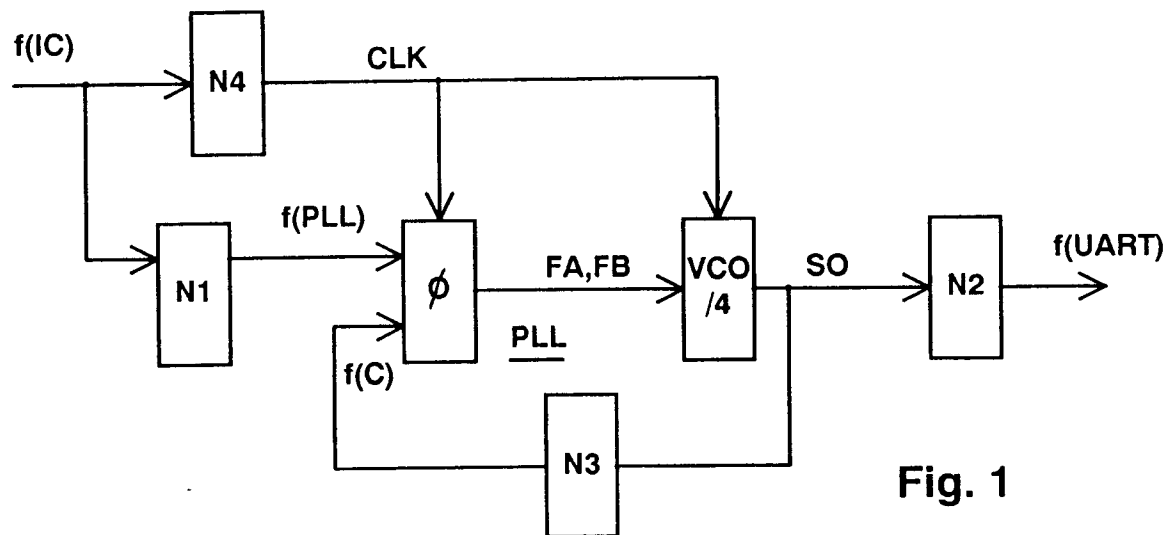 f(IC)
N4
CLK
N1
f(PLL)
ϕ
f(C)
FA,FB
PLL
VCO
/4
SO
N2
f(UART)
N3
Fig. 1